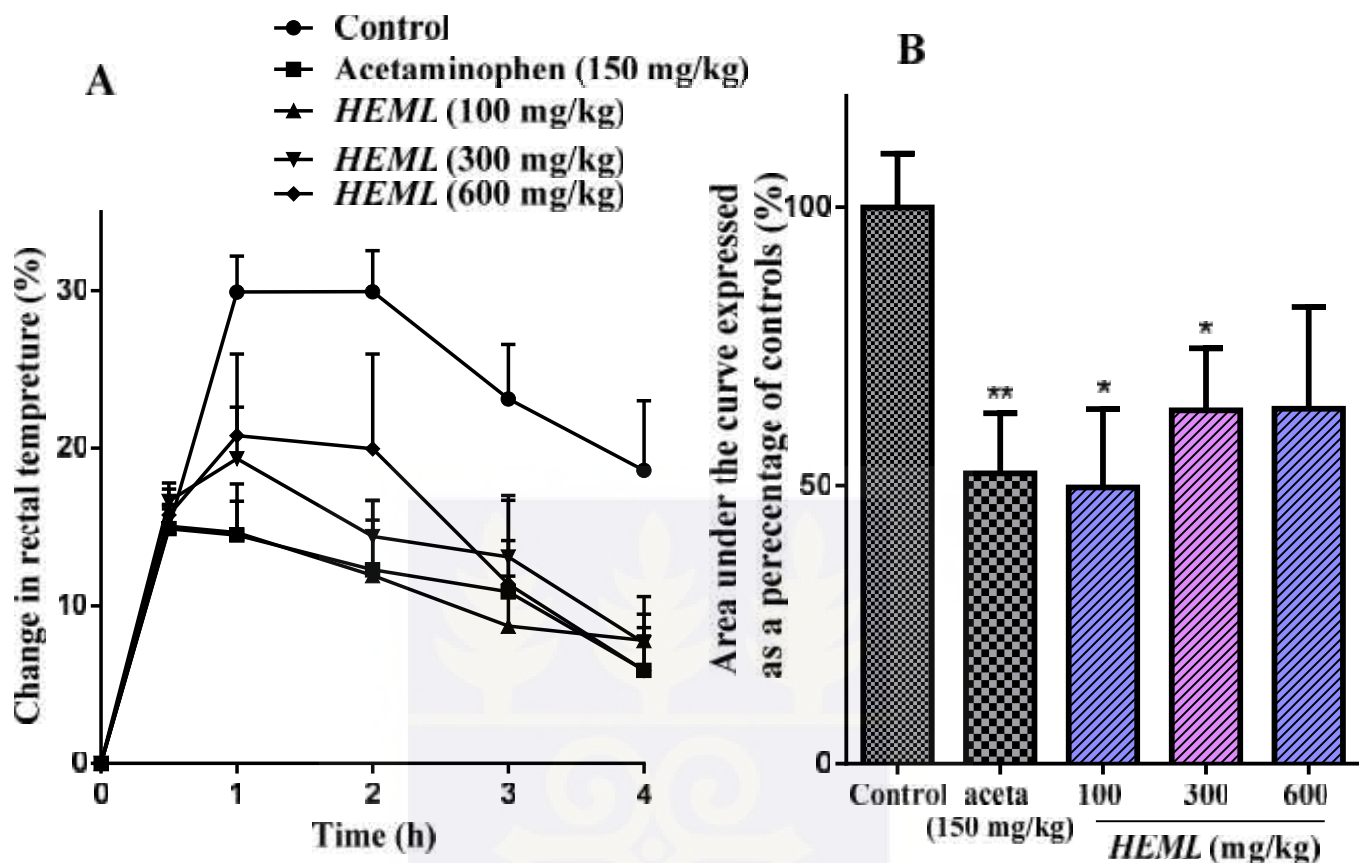 A
Control
Acetaminophen (150 mg/kg)
HEML (100 mg/kg)
HEML (300 mg/kg)
HEML (600 mg/kg)
Change in rectal tempreture (%)
30
20
10
0
0 1 2 3 4
Time (h)
B
Area under the curve expressed
as a perecentage of controls (%)
100
50
0
** * *
Control aceta 100 300 600
(150 mg/kg)
HEML (mg/kg)